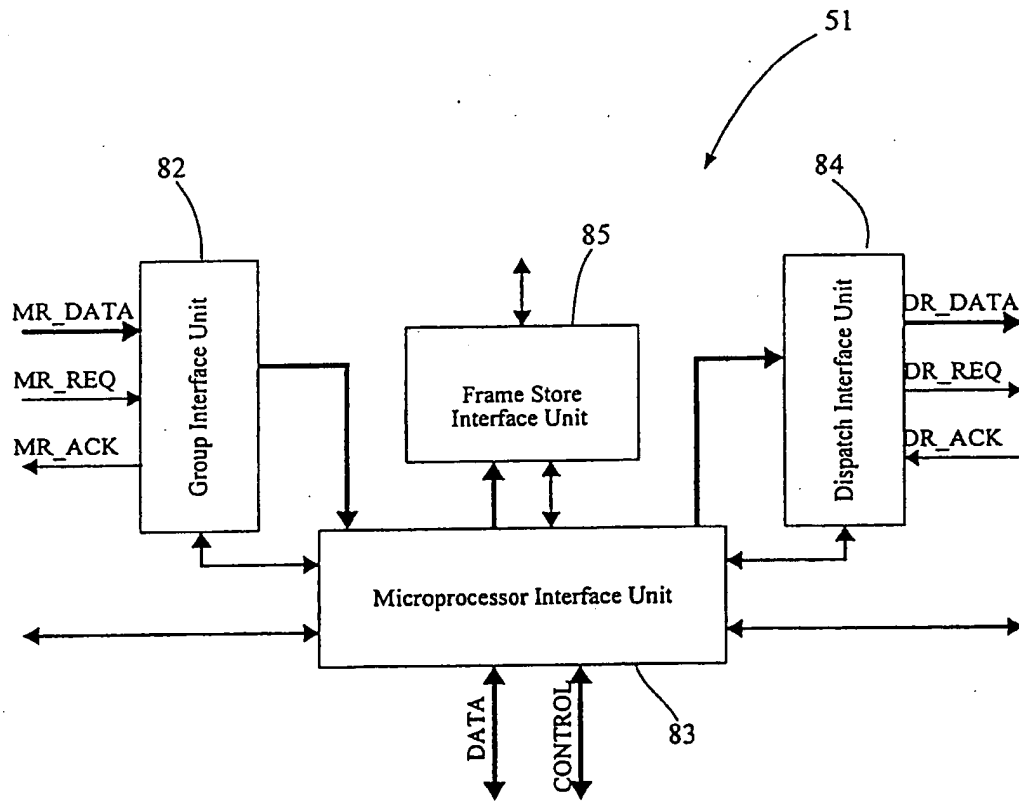 51
82
84
85
MR_DATA
MR_REQ
MR_ACK
Group Interface Unit
Frame Store
Interface Unit
Dispatch Interface Unit
DR_DATA
DR_REQ
DR_ACK
Microprocessor Interface Unit
83
DATA
CONTROL